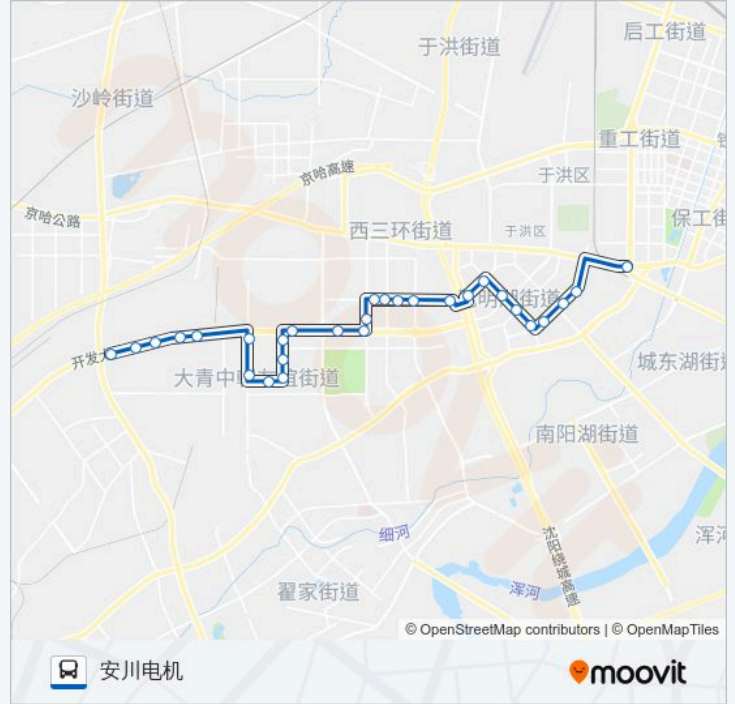 启工街道
于洪街道
沙岭街道
重工街道
京哈高速
于洪区
京哈公路
保工街
西三环街道
于洪区
明湖街道
开发大
大青中
谊街道
城东湖街
南阳湖街道
沈阳绕城高速
细河
浑河
浑河
翟家街道
© OpenStreetMap contributors | © OpenMapTiles
安川电机
moovit